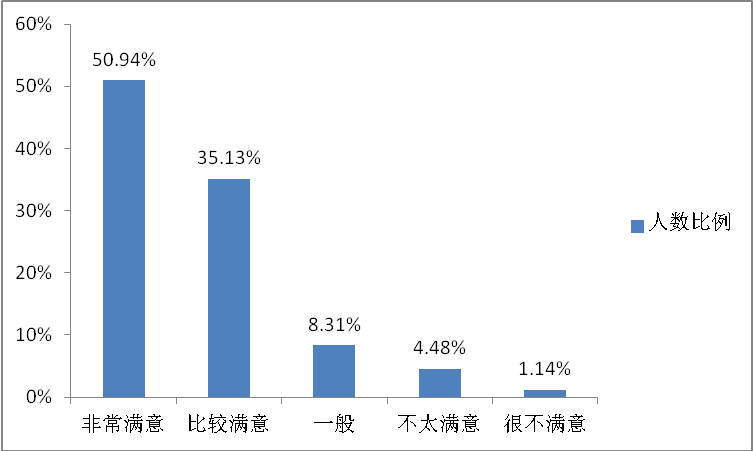 60%
50%
40%
30%
20%
10%
0%
50.94%
35.13%
8.31%
4.48%
1.14%
非常满意
比较满意
一般
不太满意
很不满意
人数比例